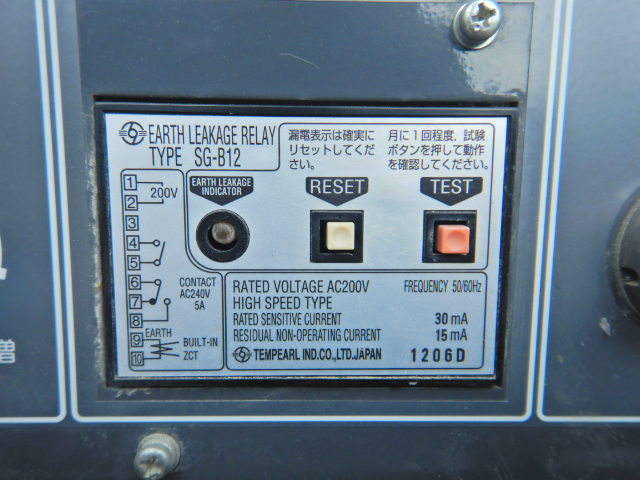 EARTH LEAKAGE RELAY
TYPE SG-B12
漏電表示は確実に
リセットしてくだ
さい。
月に1回程度、試験
ボタンを押して動作
を確認してください。
EARTH LEAKAGE
INDICATOR
RESET
TEST
1
2
200V
3
4
5
6
7
8
CONTACT
AC240V
5A
9
EARTH
10
BUILT-IN
ZCT
RATED VOLTAGE AC200V FREQUENCY 50/60Hz
HIGH SPEED TYPE
RATED SENSITIVE CURRENT 30mA
RESIDUAL NON-OPERATING CURRENT 15mA
TEMPEARL IND.CO.,LTD.JAPAN 1206D
増